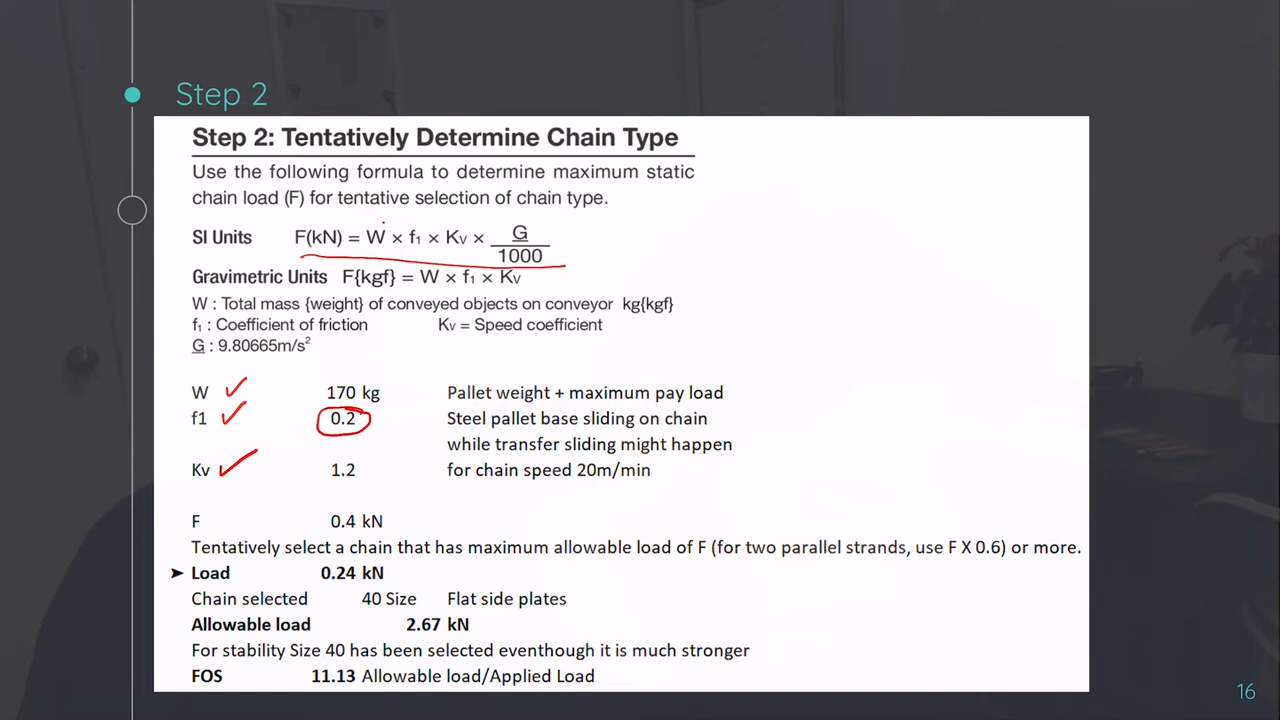 Step 2
Step 2: Tentatively Determine Chain Type
Use the following formula to determine maximum static
chain load (F) for tentative selection of chain type.
SI Units F(kN) = W × f₁ × Kv × G/1000
Gravimetric Units F{kgf} = W × f₁ × Kv
W : Total mass {weight} of conveyed objects on conveyor kg{kgf}
f₁ : Coefficient of friction Kv = Speed coefficient
G : 9.80665m/s²
W 170 kg Pallet weight + maximum pay load
f1 0.2 Steel pallet base sliding on chain
while transfer sliding might happen
Kv 1.2 for chain speed 20m/min
F 0.4 kN
Tentatively select a chain that has maximum allowable load of F (for two parallel strands, use F X 0.6) or more.
➤ Load 0.24 kN
Chain selected 40 Size Flat side plates
Allowable load 2.67 kN
For stability Size 40 has been selected eventhough it is much stronger
FOS 11.13 Allowable load/Applied Load
16